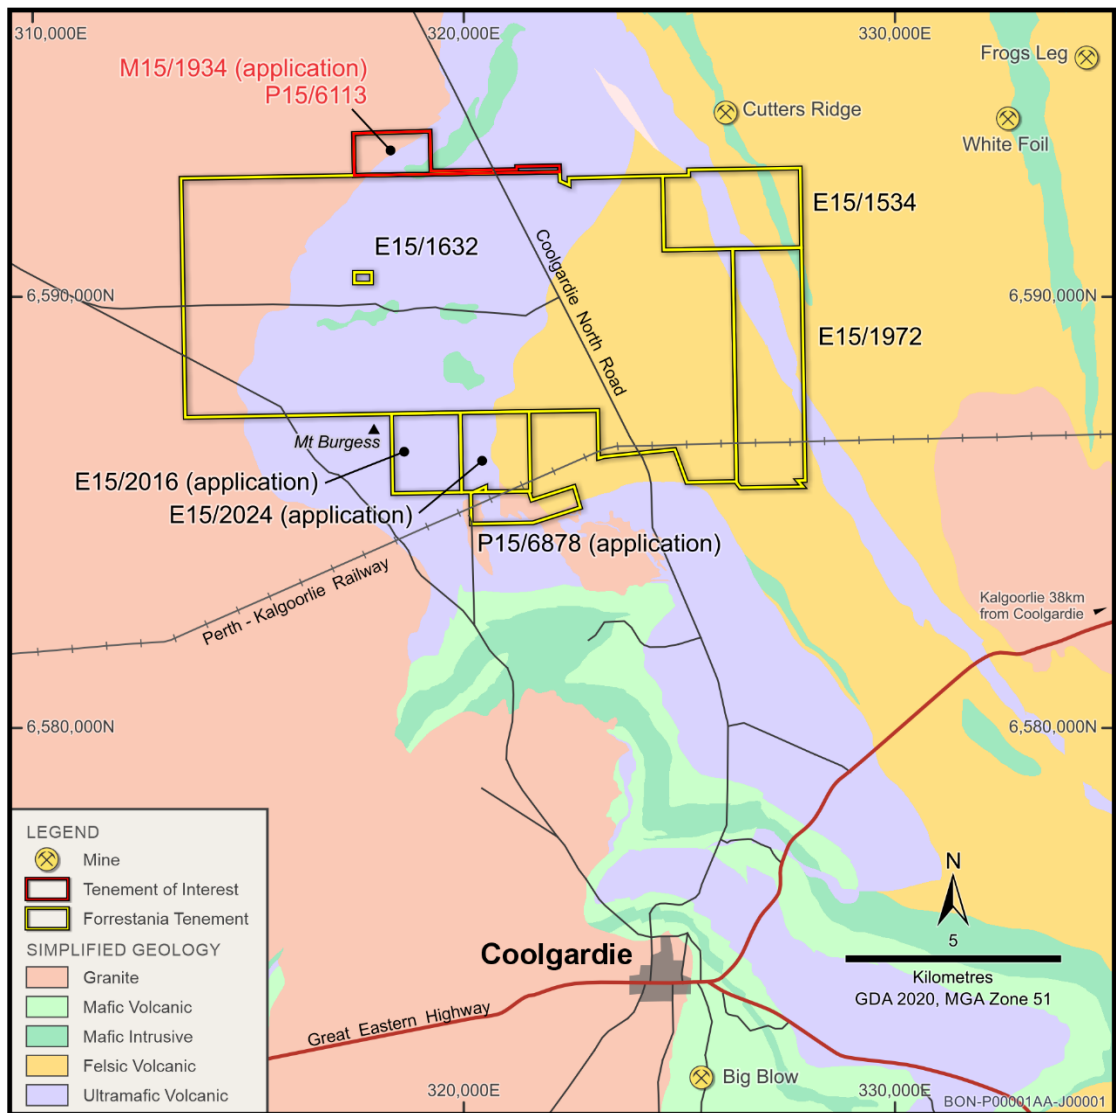 310,000E
320,000E
330,000E
M15/1934 (application)
P15/6113
Frogs Leg
Cutters Ridge
White Foil
E15/1534
E15/1632
Coolgardie North Road
6,590,000N
6,590,000N
E15/1972
Mt Burgess
E15/2016 (application)
E15/2024 (application)
P15/6878 (application)
Perth - Kalgoorlie Railway
Kalgoorlie 38km
from Coolgardie
6,580,000N
6,580,000N
LEGEND
Mine
Tenement of Interest
Forrestania Tenement
SIMPLIFIED GEOLOGY
Granite
Mafic Volcanic
Mafic Intrusive
Felsic Volcanic
Ultramafic Volcanic
N
5
Kilometres
GDA 2020, MGA Zone 51
Coolgardie
Great Eastern Highway
Big Blow
320,000E
330,000E
BON-P00001AA-J00001